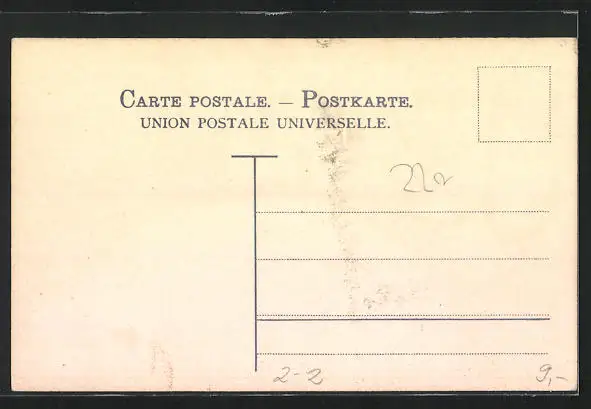 CARTE POSTALE. — POSTKARTE.
UNION POSTALE UNIVERSELLE.
2-2
9,-